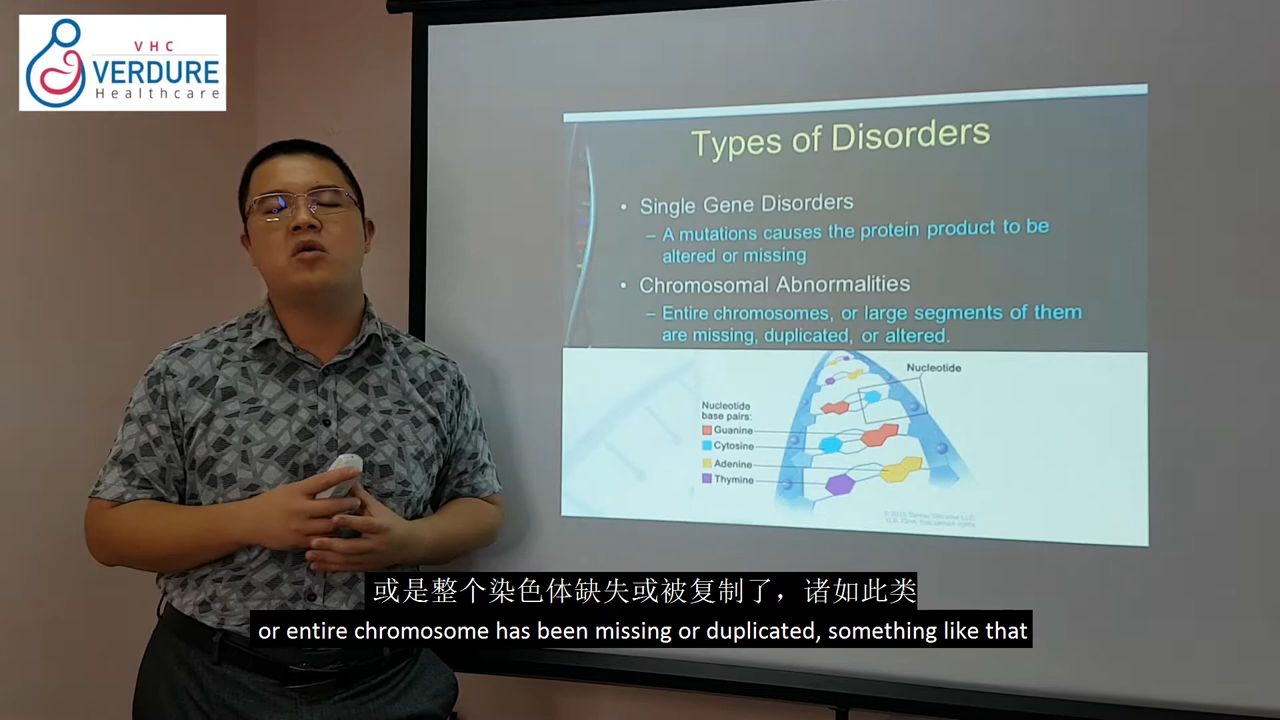 VHC
VERDURE
Healthcare
Types of Disorders
• Single Gene Disorders
– A mutations causes the protein product to be
altered or missing
• Chromosomal Abnormalities
– Entire chromosomes, or large segments of them
are missing, duplicated, or altered.
Nucleotide
Nucleotide
base pairs:
Guanine
Cytosine
Adenine
Thymine
或是整个染色体缺失或被复制了，诸如此类
or entire chromosome has been missing or duplicated, something like that